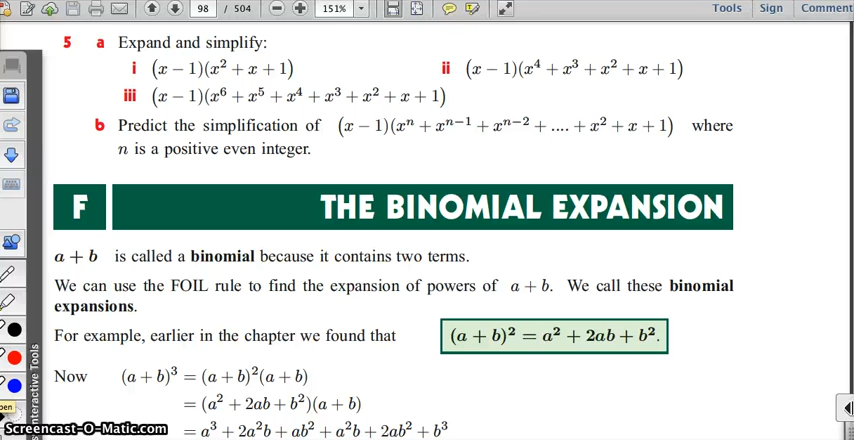 98 / 504 151% Tools Sign Comment
5 a Expand and simplify:
i (x − 1)(x² + x + 1) ii (x − 1)(x⁴ + x³ + x² + x + 1)
iii (x − 1)(x⁶ + x⁵ + x⁴ + x³ + x² + x + 1)
b Predict the simplification of (x − 1)(xⁿ + xⁿ⁻¹ + xⁿ⁻² + .... + x² + x + 1) where
n is a positive even integer.
F THE BINOMIAL EXPANSION
a + b is called a binomial because it contains two terms.
We can use the FOIL rule to find the expansion of powers of a + b. We call these binomial
expansions.
For example, earlier in the chapter we found that (a + b)² = a² + 2ab + b².
Now (a + b)³ = (a + b)²(a + b)
= (a² + 2ab + b²)(a + b)
= a³ + 2a²b + ab² + a²b + 2ab² + b³
Interactive Tools
Screencast-O-Matic.com